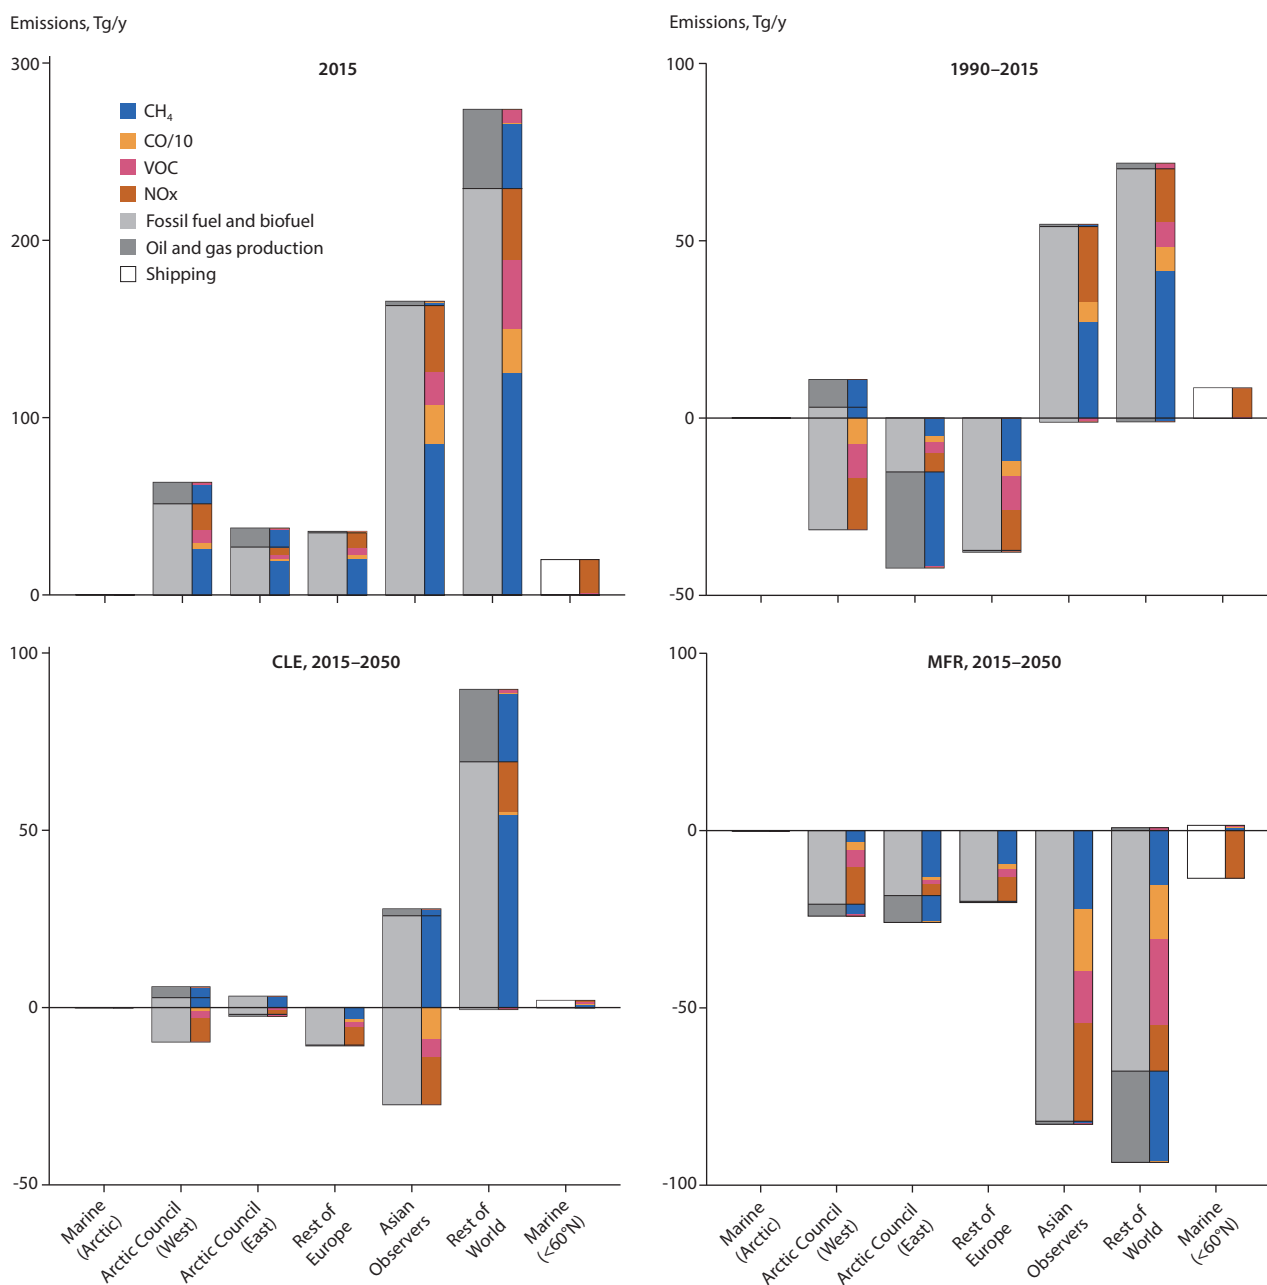 Emissions, Tg/y
300
200
100
0
2015
CH₄
CO/10
VOC
NOx
Fossil fuel and biofuel
Oil and gas production
Shipping
Emissions, Tg/y
100
50
0
-50
1990–2015
100
50
0
-50
CLE, 2015–2050
Marine
(Arctic)
Arctic Council
(West)
Arctic Council
(East)
Rest of
Europe
Asian
Observers
Rest of
World
Marine
(<60°N)
100
0
-50
-100
MFR, 2015–2050
Marine
(Arctic)
Arctic Council
(West)
Arctic Council
(East)
Rest of
Europe
Asian
Observers
Rest of
World
Marine
(<60°N)